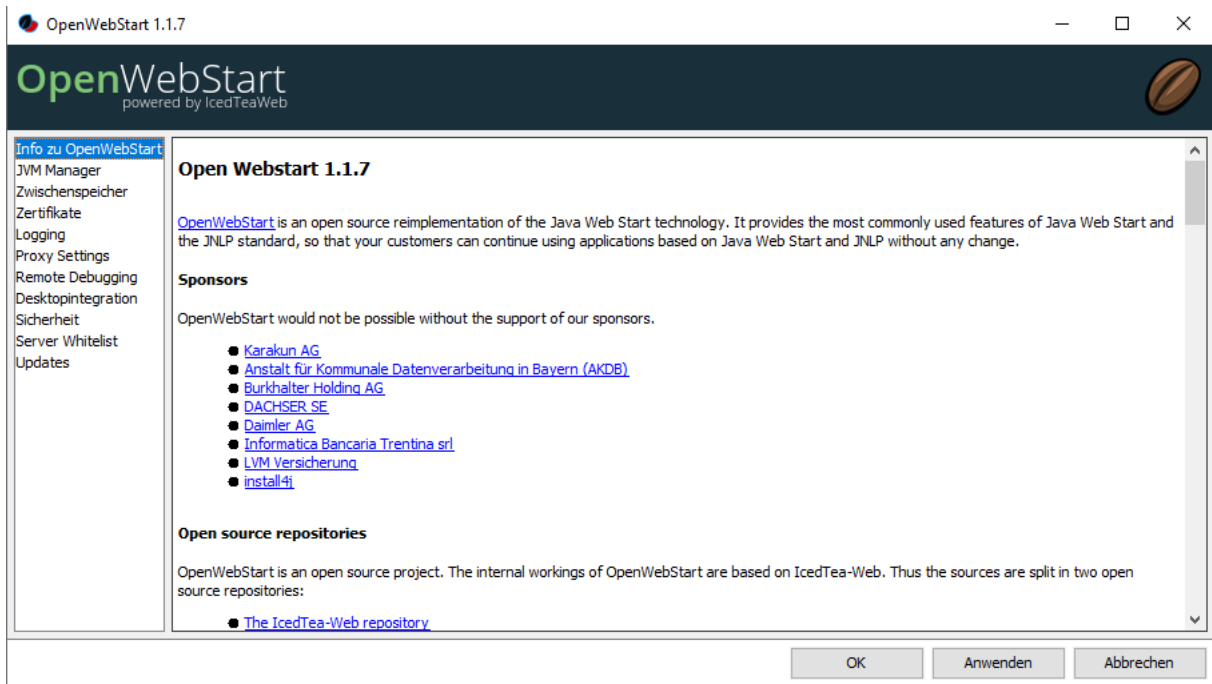 OpenWebStart 1.1.7
OpenWebStart
powered by IcedTeaWeb
Info zu OpenWebStart
JVM Manager
Zwischenspeicher
Zertifikate
Logging
Proxy Settings
Remote Debugging
Desktopintegration
Sicherheit
Server Whitelist
Updates
Open Webstart 1.1.7
OpenWebStart is an open source reimplementation of the Java Web Start technology. It provides the most commonly used features of Java Web Start and
the JNLP standard, so that your customers can continue using applications based on Java Web Start and JNLP without any change.
Sponsors
OpenWebStart would not be possible without the support of our sponsors.
Karakun AG
Anstalt für Kommunale Datenverarbeitung in Bayern (AKDB)
Burkhalter Holding AG
DACHSER SE
Daimler AG
Informatica Bancaria Trentina srl
LVM Versicherung
install4j
Open source repositories
OpenWebStart is an open source project. The internal workings of OpenWebStart are based on IcedTea-Web. Thus the sources are split in two open
source repositories:
The IcedTea-Web repository
OK
Anwenden
Abbrechen